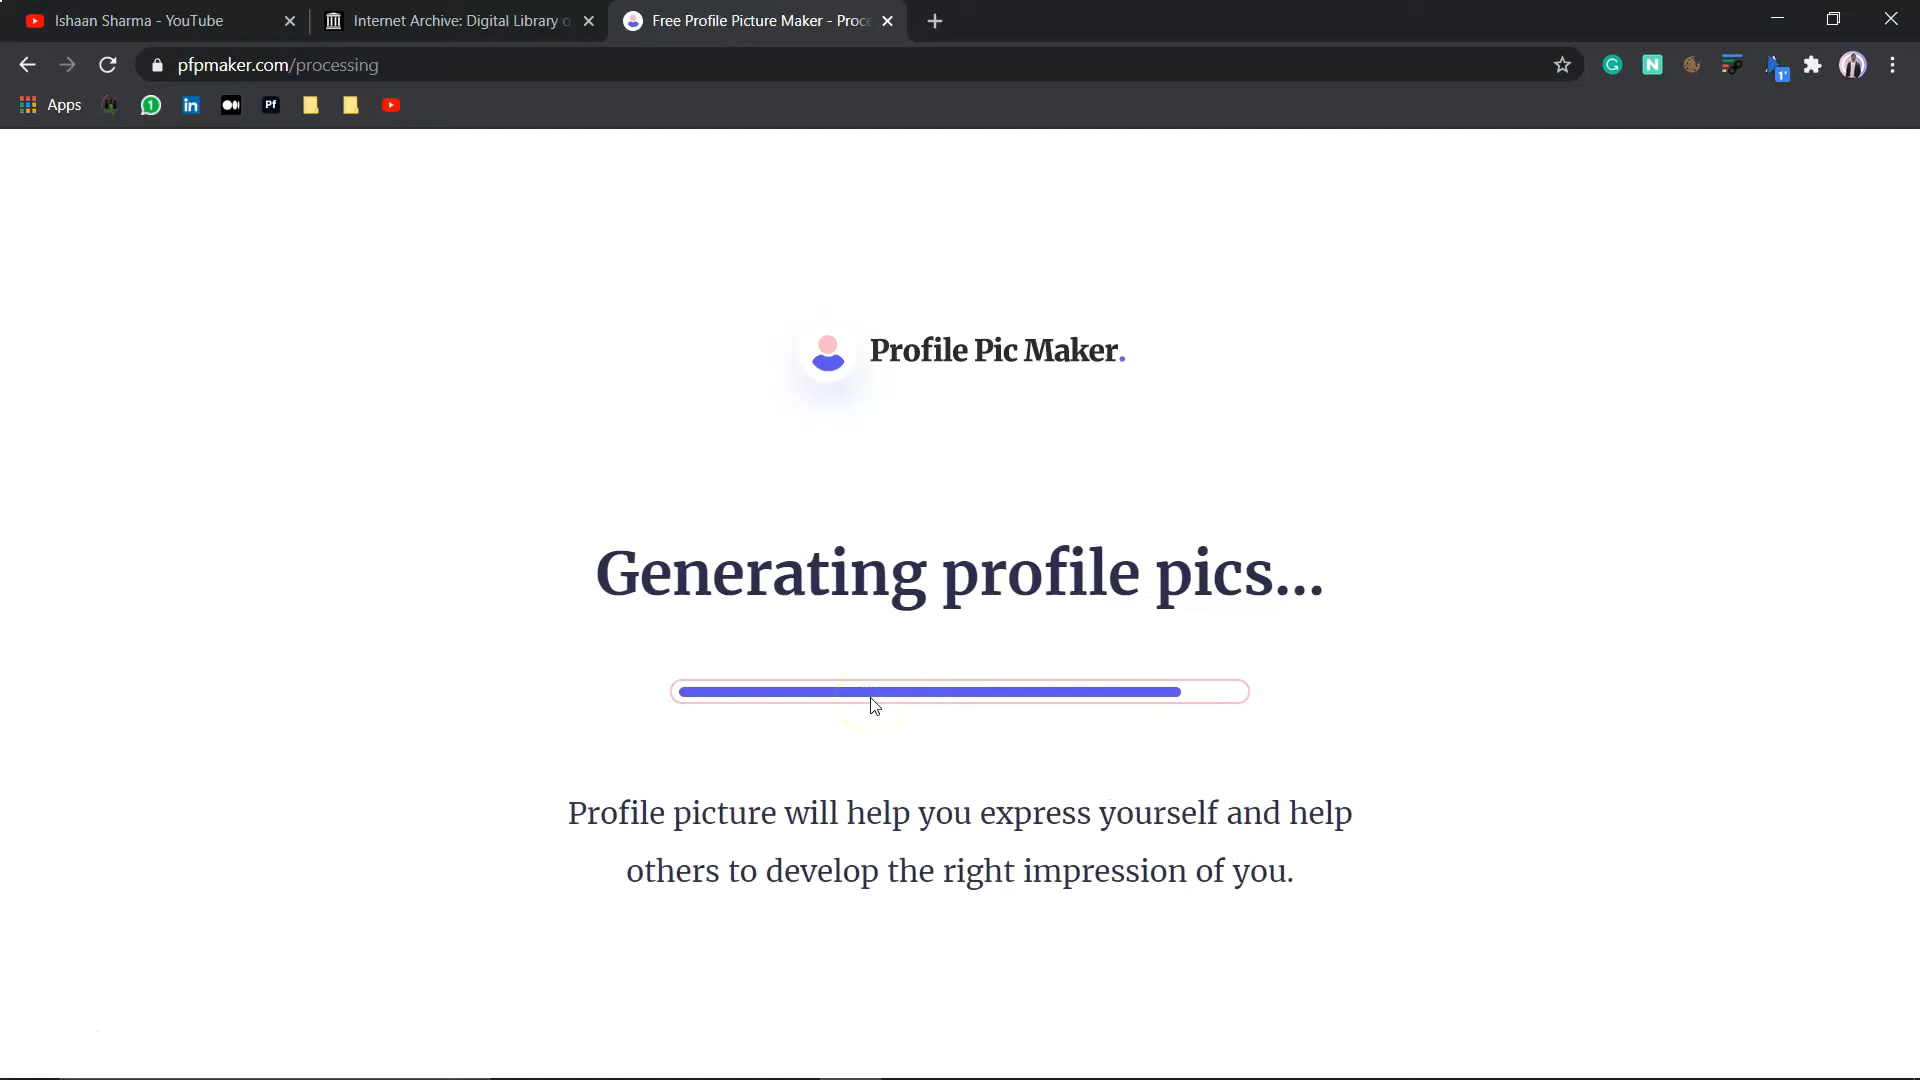 Ishaan Sharma - YouTube
Internet Archive: Digital Library o
Free Profile Picture Maker - Proc
pfpmaker.com/processing
Apps
Profile Pic Maker.
Generating profile pics...
Profile picture will help you express yourself and help
others to develop the right impression of you.